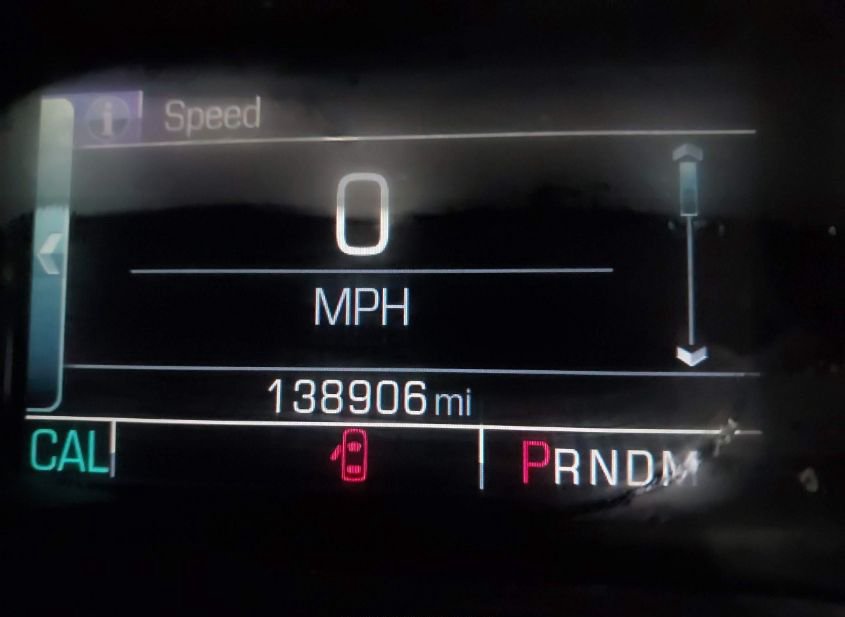 i Speed
0
MPH
138906 mi
CAL PRNDM